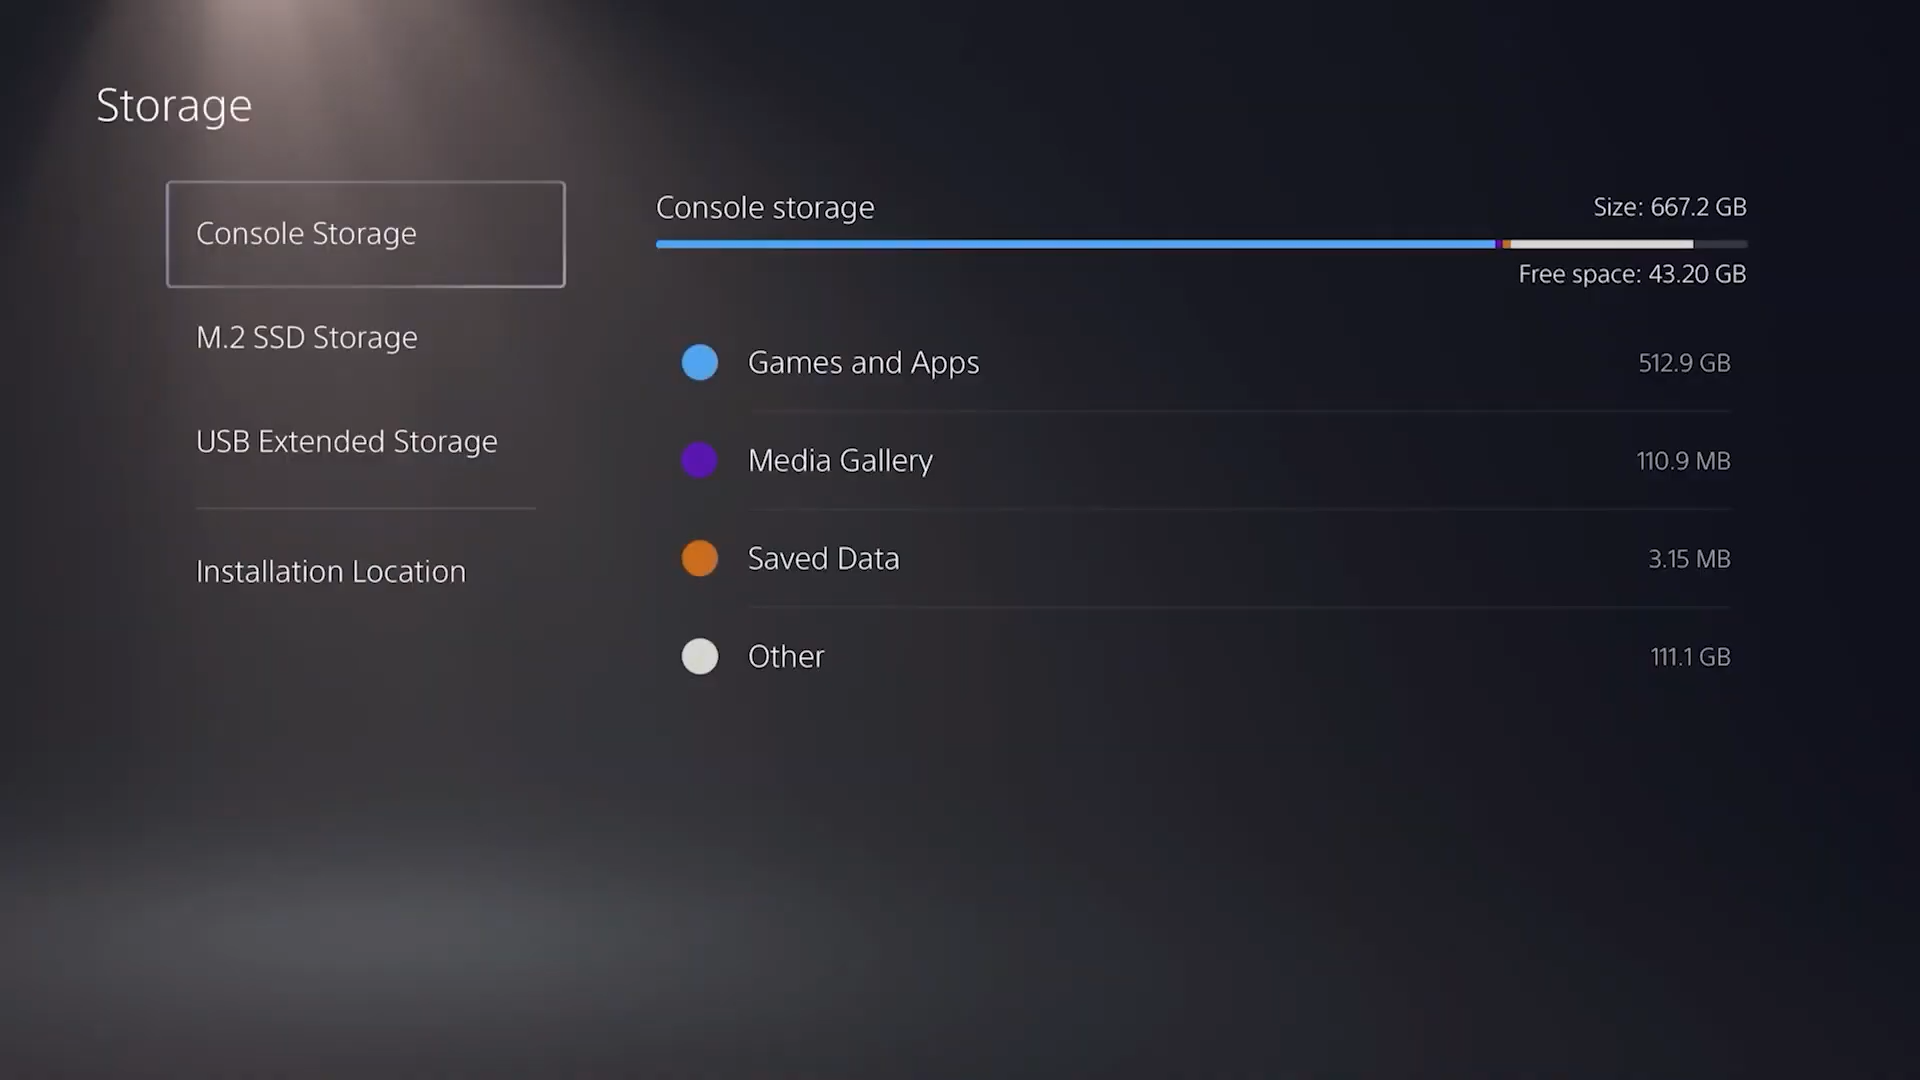 Storage
Console Storage
M.2 SSD Storage
USB Extended Storage
Installation Location
Console storage
Size: 667.2 GB
Free space: 43.20 GB
Games and Apps 512.9 GB
Media Gallery 110.9 MB
Saved Data 3.15 MB
Other 111.1 GB